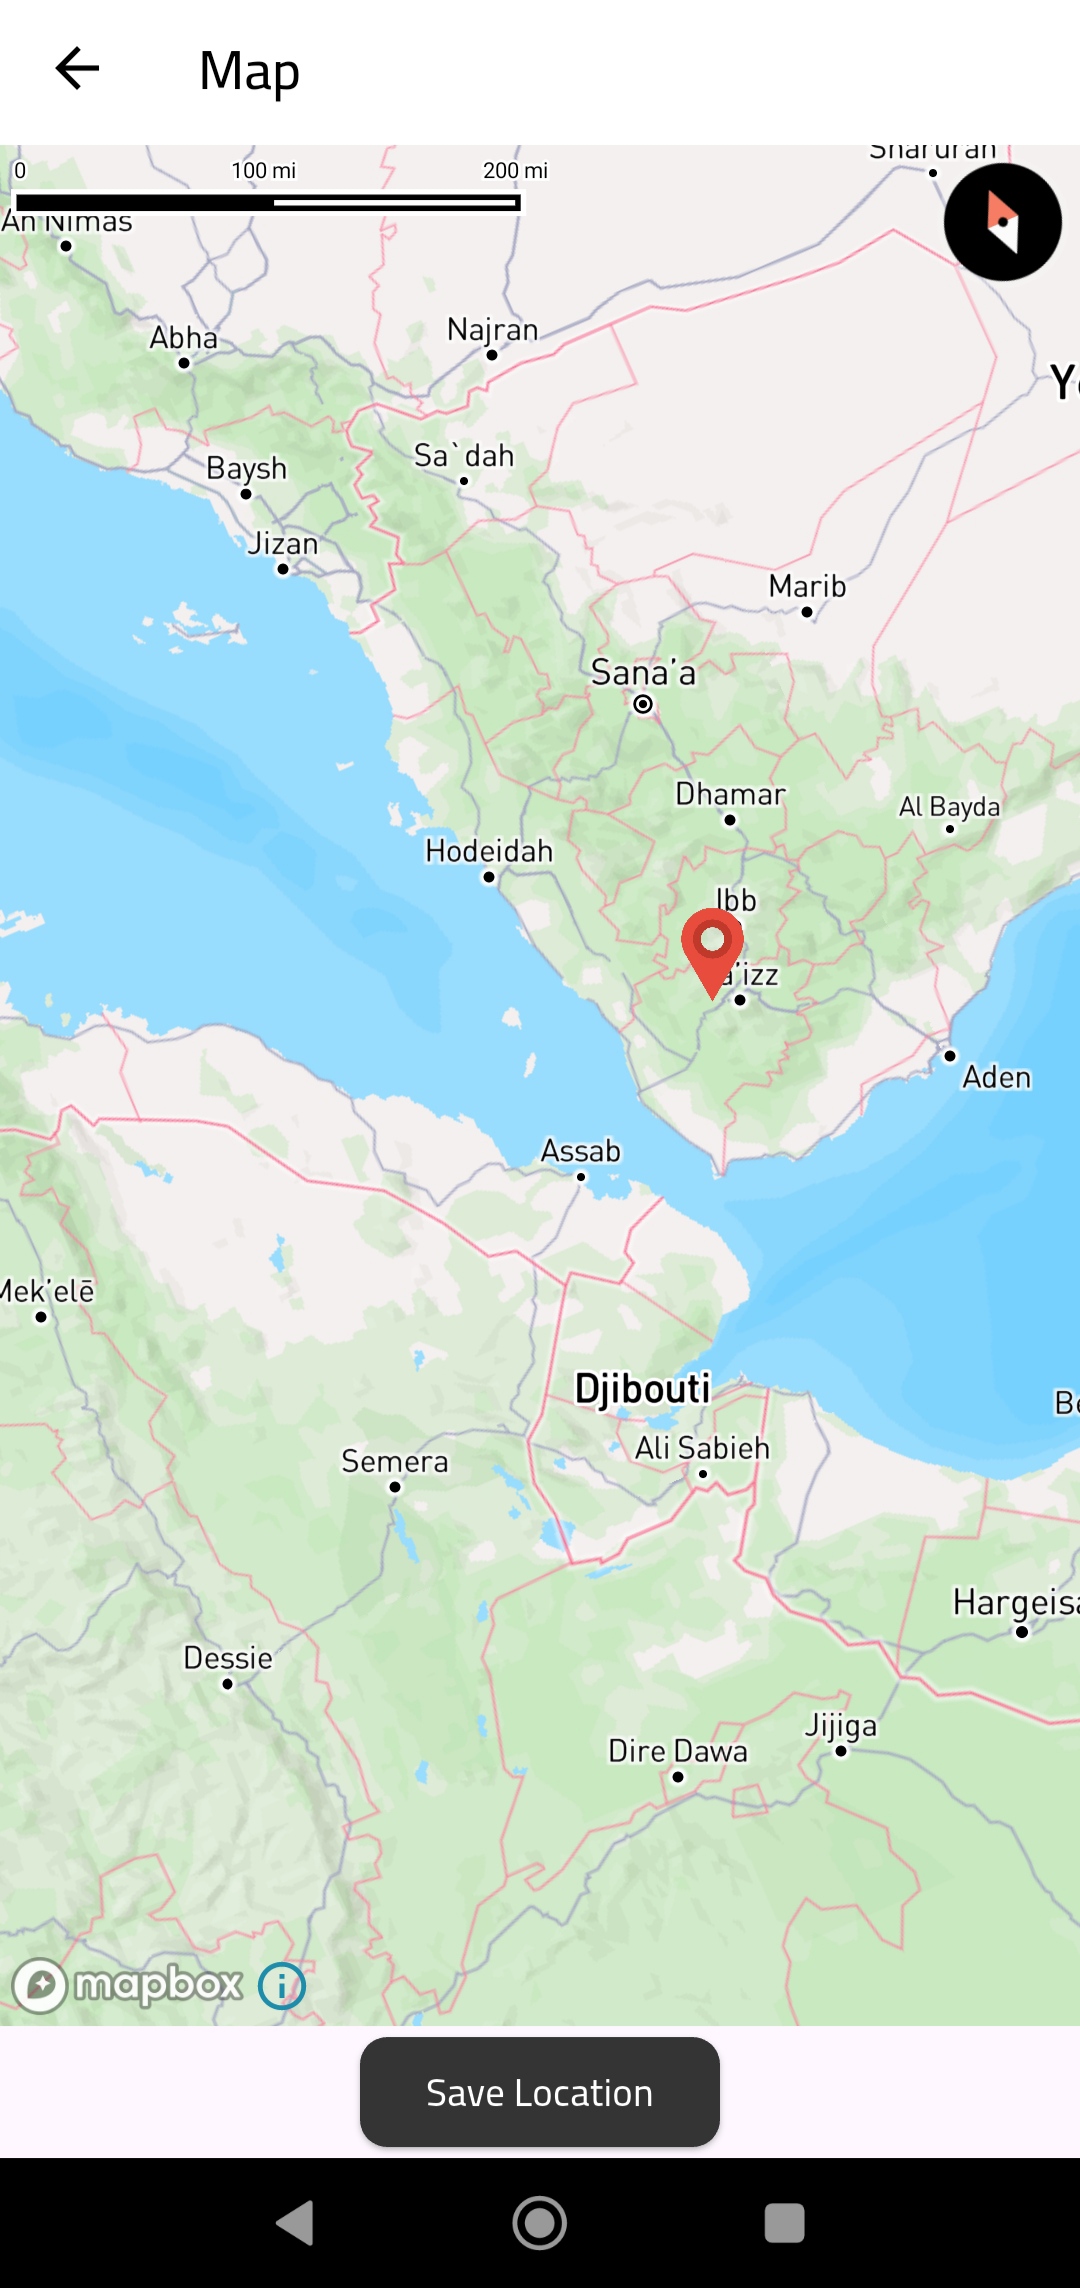 Map
0 100 mi 200 mi
Sharurah
An Nimas
Abha
Najran
Sa`dah
Baysh
Jizan
Marib
Sana'a
Dhamar
Al Bayda
Hodeidah
Ibb
a'izz
Aden
Assab
Mek'elē
Djibouti
Ali Sabieh
Semera
Hargeisa
Dessie
Jijiga
Dire Dawa
mapbox i
Save Location